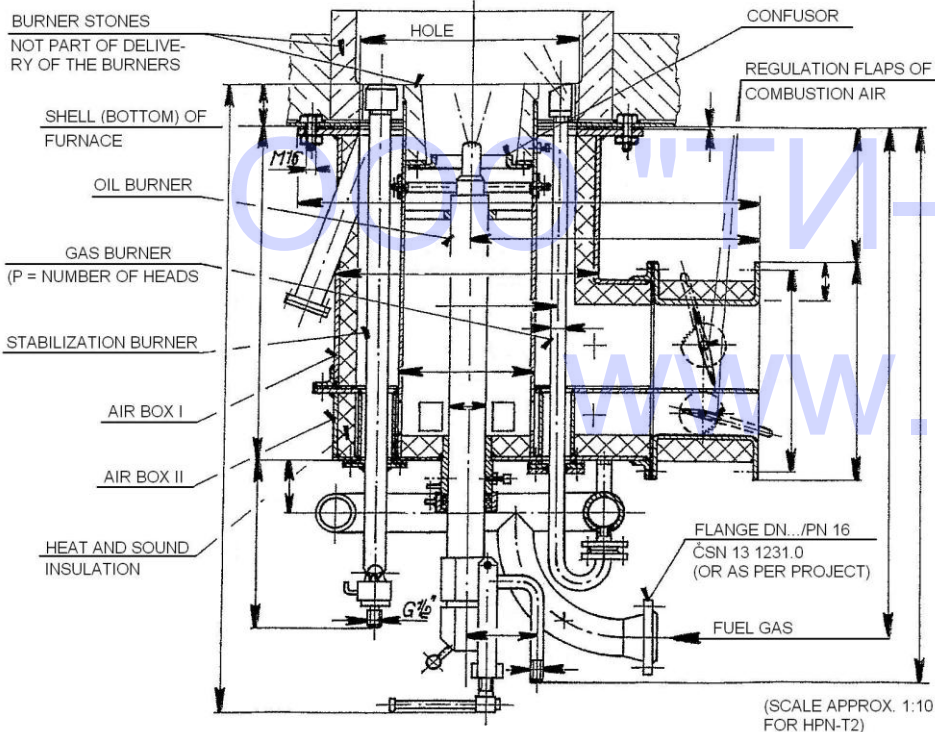 BURNER STONES
NOT PART OF DELIVE-
RY OF THE BURNERS
HOLE
CONFUSOR
REGULATION FLAPS OF
COMBUSTION AIR
SHELL (BOTTOM) OF
FURNACE
M16
OIL BURNER
GAS BURNER
(P = NUMBER OF HEADS
STABILIZATION BURNER
AIR BOX I
AIR BOX II
HEAT AND SOUND
INSULATION
G 1/2"
FLANGE DN.../PN 16
ČSN 13 1231.0
(OR AS PER PROJECT)
FUEL GAS
(SCALE APPROX. 1:10
FOR HPN-T2)
ООО "ТИ-
www.